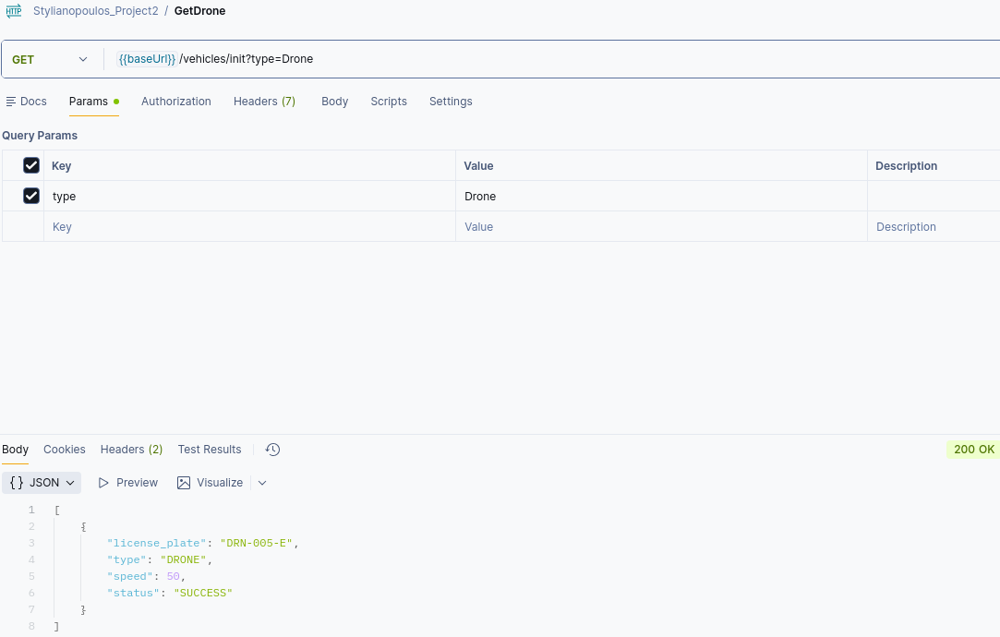 HTTP Stylianopoulos_Project2 / GetDrone
GET {{baseUrl}}/vehicles/init?type=Drone
Docs Params Authorization Headers (7) Body Scripts Settings
Query Params
Key Value Description
type Drone
Key Value Description
Body Cookies Headers (2) Test Results 200 OK
{} JSON Preview Visualize
1 [
2 {
3 "license_plate": "DRN-005-E",
4 "type": "DRONE",
5 "speed": 50,
6 "status": "SUCCESS"
7 }
8 ]